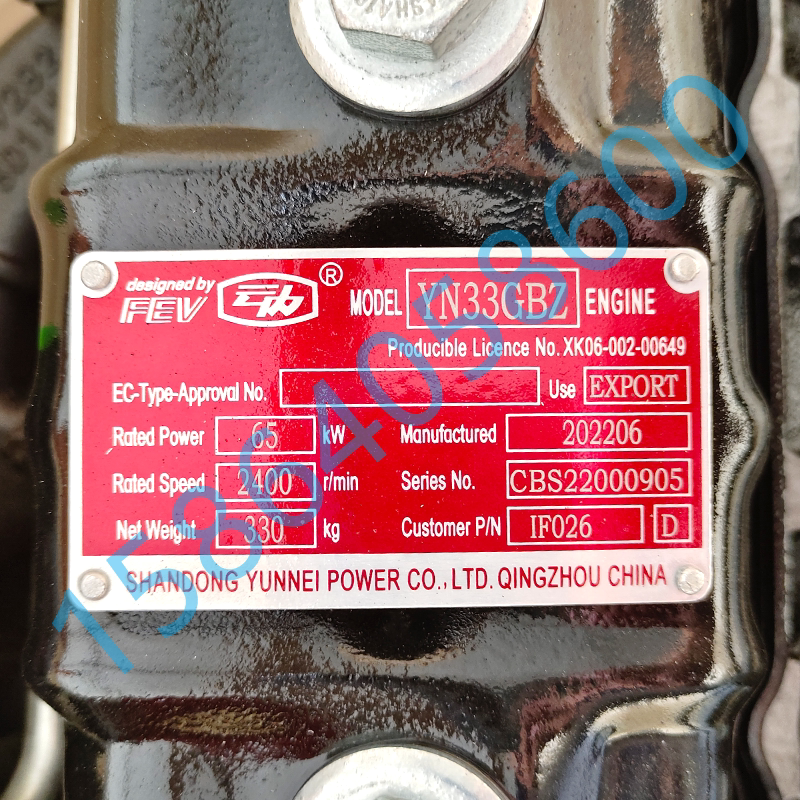 designed by
FEV
®
MODEL YN33GBZ ENGINE
Producible Licence No. XK06-002-00649
EC-Type-Approval No.
Use EXPORT
Rated Power 65 kW Manufactured 202206
Rated Speed 2400 r/min Series No. CBS22000905
Net Weight 330 kg Customer P/N IF026 D
SHANDONG YUNNEI POWER CO., LTD. QINGZHOU CHINA
15864058600